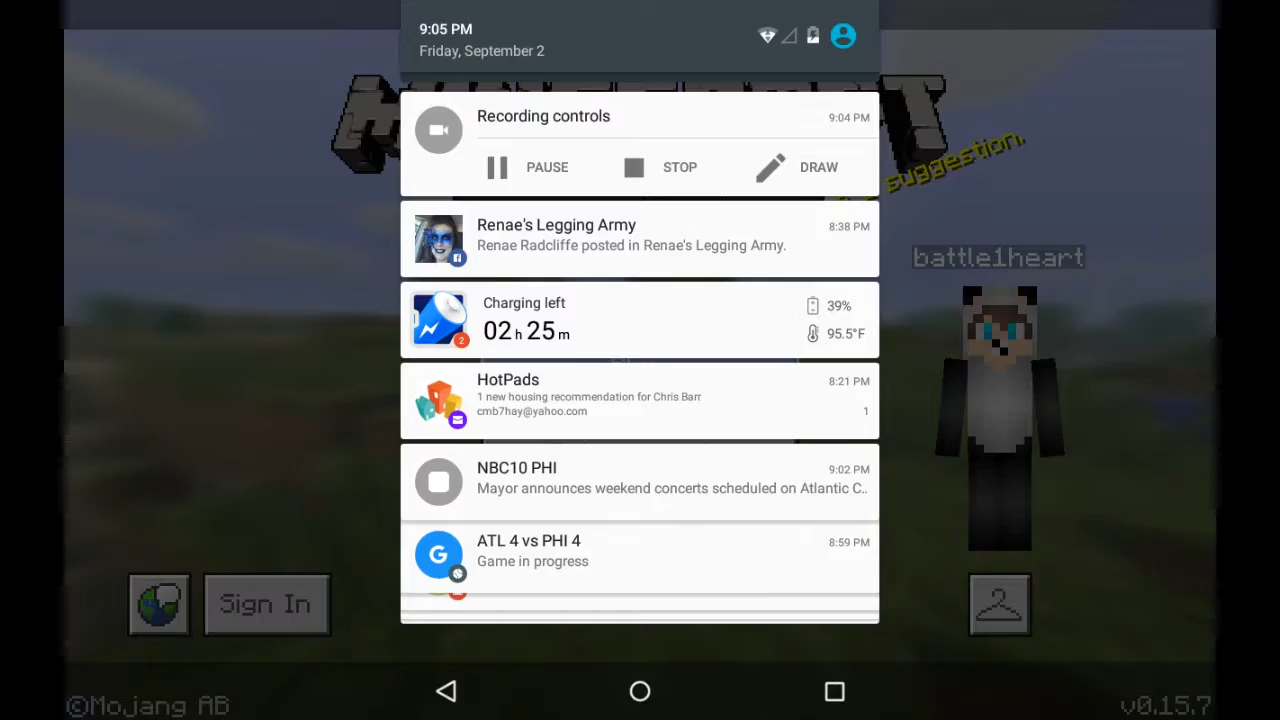 9:05 PM
Friday, September 2
Recording controls
9:04 PM
PAUSE
STOP
DRAW
suggestion.
Renae's Legging Army
8:38 PM
Renae Radcliffe posted in Renae's Legging Army.
battle1heart
Charging left
39%
02 h 25 m
95.5°F
2
HotPads
8:21 PM
1 new housing recommendation for Chris Barr
cmb7hay@yahoo.com
1
NBC10 PHI
9:02 PM
Mayor announces weekend concerts scheduled on Atlantic C..
ATL 4 vs PHI 4
8:59 PM
G
Game in progress
Sign In
©Mojang AB
v0.15.7